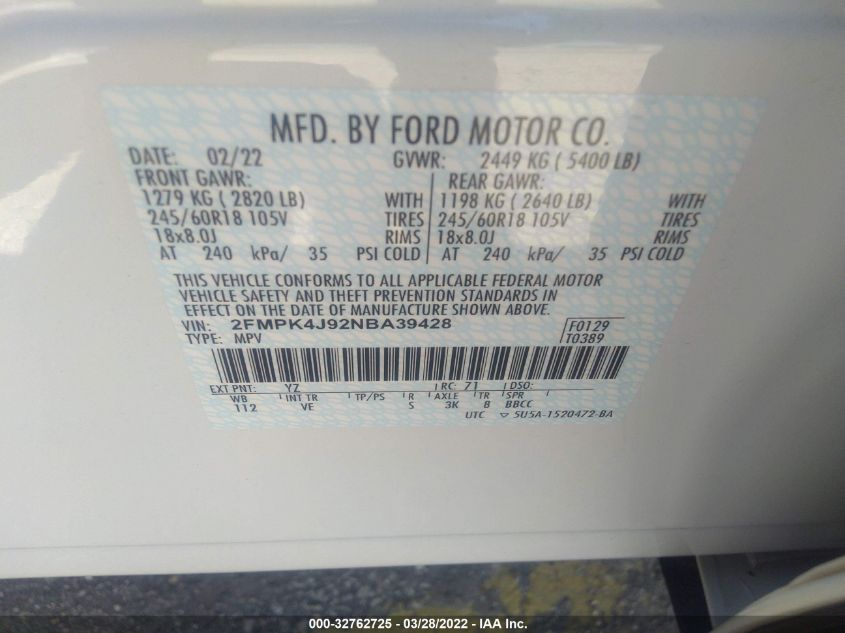 MFD. BY FORD MOTOR CO.
DATE: 02/22 GVWR: 2449 KG ( 5400 LB)
FRONT GAWR: REAR GAWR:
1279 KG ( 2820 LB) WITH 1198 KG ( 2640 LB) WITH
245/60R18 105V TIRES 245/60R18 105V TIRES
18x8.0J RIMS 18x8.0J RIMS
AT 240 kPa/ 35 PSI COLD AT 240 kPa/ 35 PSI COLD
THIS VEHICLE CONFORMS TO ALL APPLICABLE FEDERAL MOTOR
VEHICLE SAFETY AND THEFT PREVENTION STANDARDS IN
EFFECT ON THE DATE OF MANUFACTURE SHOWN ABOVE.
VIN: 2FMPK4J92NBA39428 F0129
TYPE: MPV T0389
EXT PNT: YZ RC: 71 DSO:
WB INT TR TP/PS R AXLE TR SPR
112 VE S 3K 8 BBCC
UTC ▽ 5U5A-1520472-BA
000-32762725 - 03/28/2022 - IAA Inc.